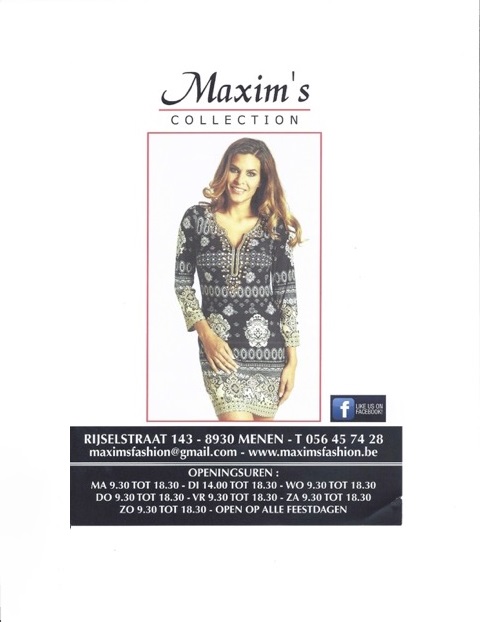 Maxim's
COLLECTION
LIKE US ON
FACEBOOK!
RIJSELSTRAAT 143 - 8930 MENEN - T 056 45 74 28
maximsfashion@gmail.com - www.maximsfashion.be
OPENINGSUREN :
MA 9.30 TOT 18.30 - DI 14.00 TOT 18.30 - WO 9.30 TOT 18.30
DO 9.30 TOT 18.30 - VR 9.30 TOT 18.30 - ZA 9.30 TOT 18.30
ZO 9.30 TOT 18.30 - OPEN OP ALLE FEESTDAGEN